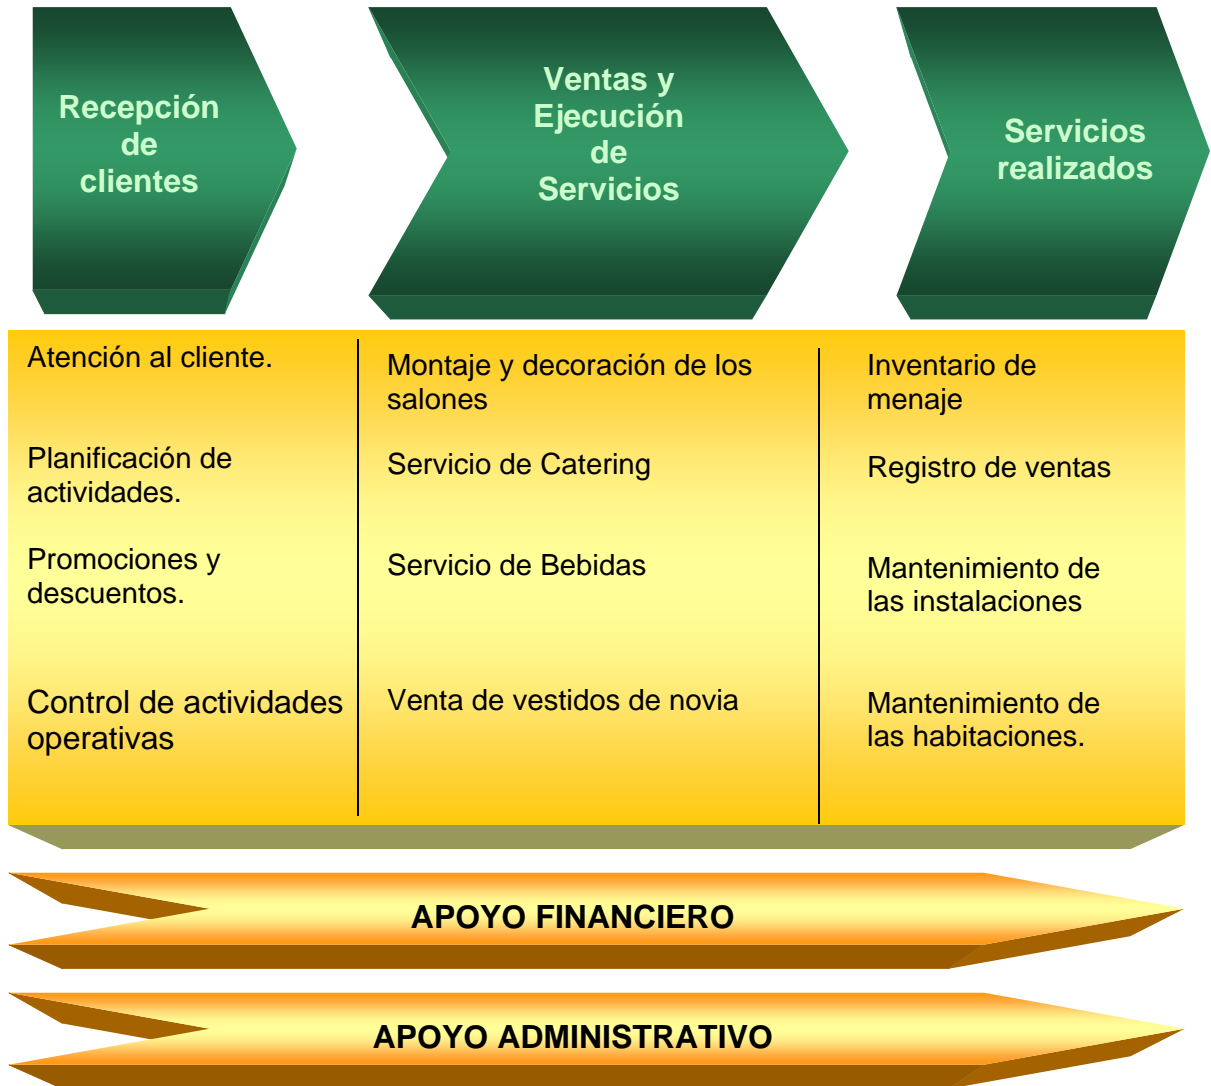 Recepción
de
clientes
Ventas y
Ejecución
de
Servicios
Servicios
realizados
Atención al cliente.
Planificación de
actividades.
Promociones y
descuentos.
Control de actividades
operativas
Montaje y decoración de los
salones
Servicio de Catering
Servicio de Bebidas
Venta de vestidos de novia
Inventario de
menaje
Registro de ventas
Mantenimiento de
las instalaciones
Mantenimiento de
las habitaciones.
APOYO FINANCIERO
APOYO ADMINISTRATIVO